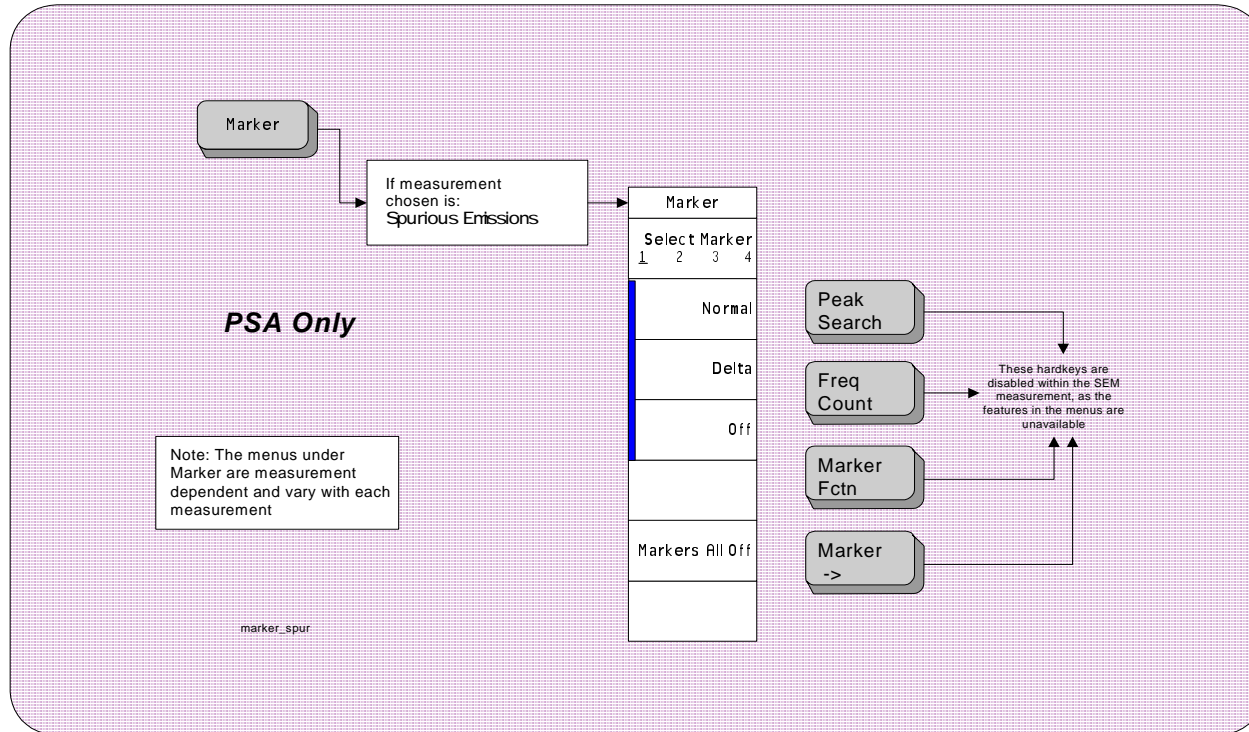 Marker
If measurement
chosen is:
Spurious Emissions
Marker
Select Marker
1 2 3 4
Normal
Delta
Off
Markers All Off
PSA Only
Note: The menus under
Marker are measurement
dependent and vary with each
measurement
marker_spur
Peak
Search
Freq
Count
Marker
Fctn
Marker
->
These hardkeys are
disabled within the SEM
measurement, as the
features in the menus are
unavailable